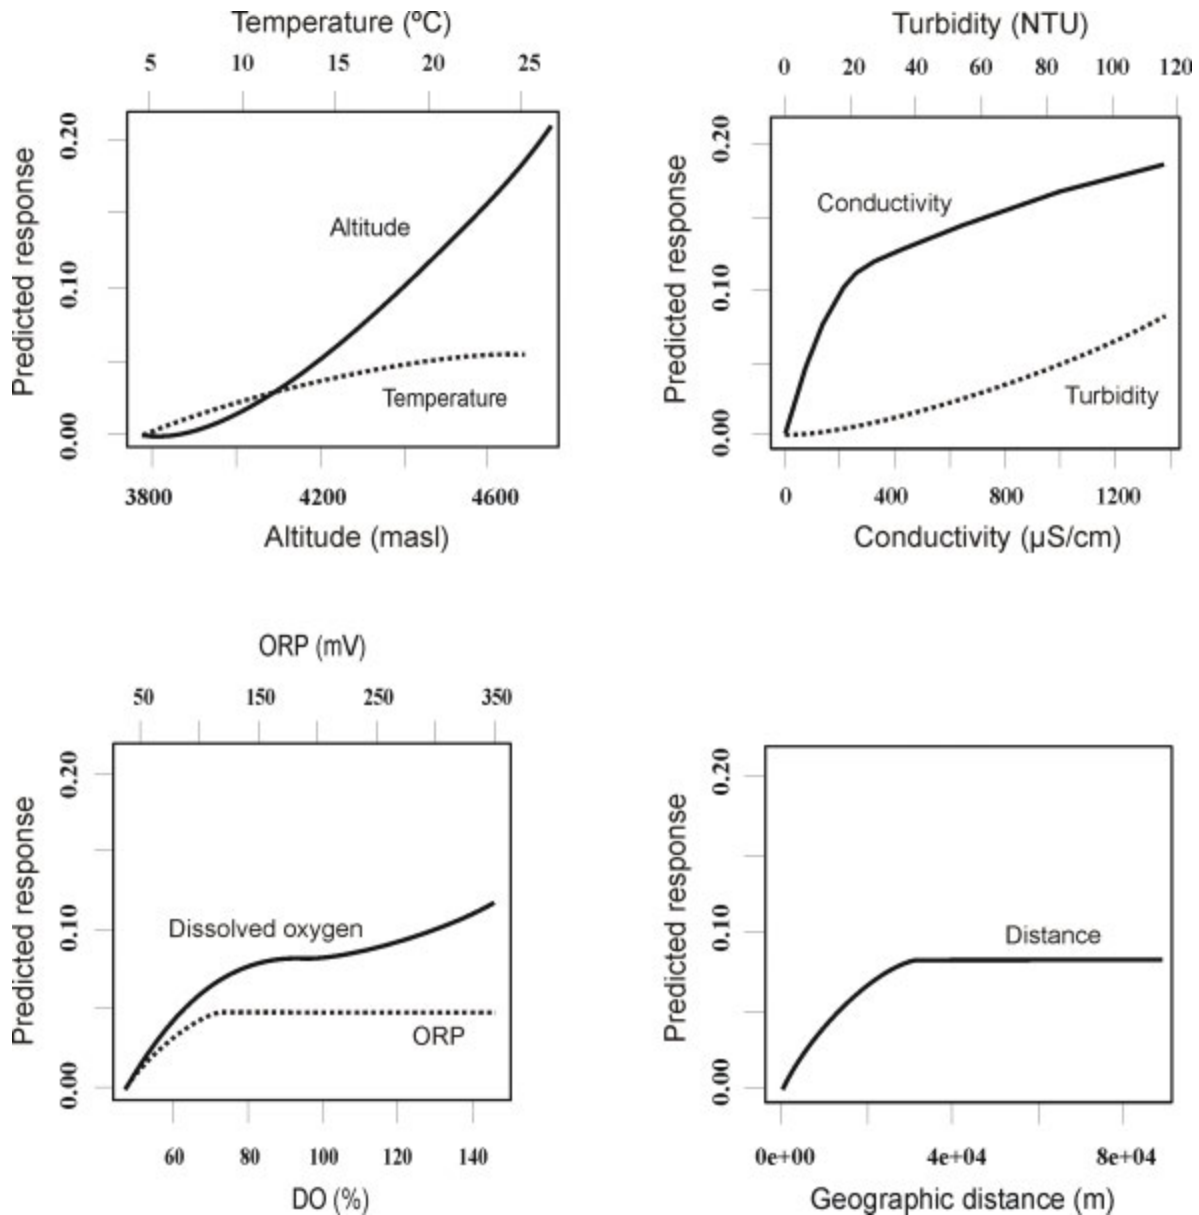 Temperature (ºC)
5 10 15 20 25
Predicted response
0.20
0.10
0.00
Altitude
Temperature
3800 4200 4600
Altitude (masl)
Turbidity (NTU)
0 20 40 60 80 100 120
Predicted response
0.20
0.10
0.00
Conductivity
Turbidity
0 400 800 1200
Conductivity (µS/cm)
ORP (mV)
50 150 250 350
Predicted response
0.20
0.10
0.00
Dissolved oxygen
ORP
60 80 100 120 140
DO (%)
Predicted response
0.20
0.10
0.00
Distance
0e+00 4e+04 8e+04
Geographic distance (m)